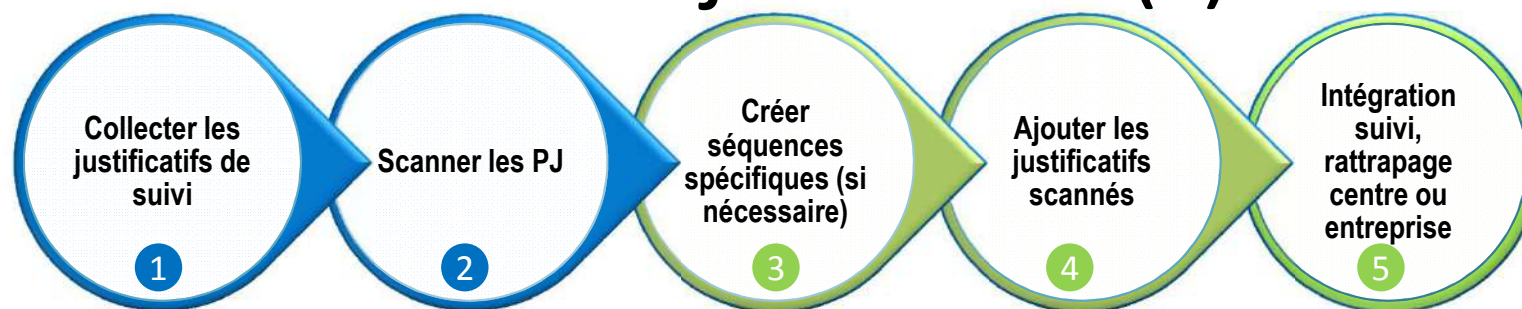 Collecter les
justificatifs de
suivi
1
Scanner les PJ
2
Créer
séquences
spécifiques (si
nécessaire)
3
Ajouter les
justificatifs
scannés
4
Intégration
suivi,
rattrapage
centre ou
entreprise
5